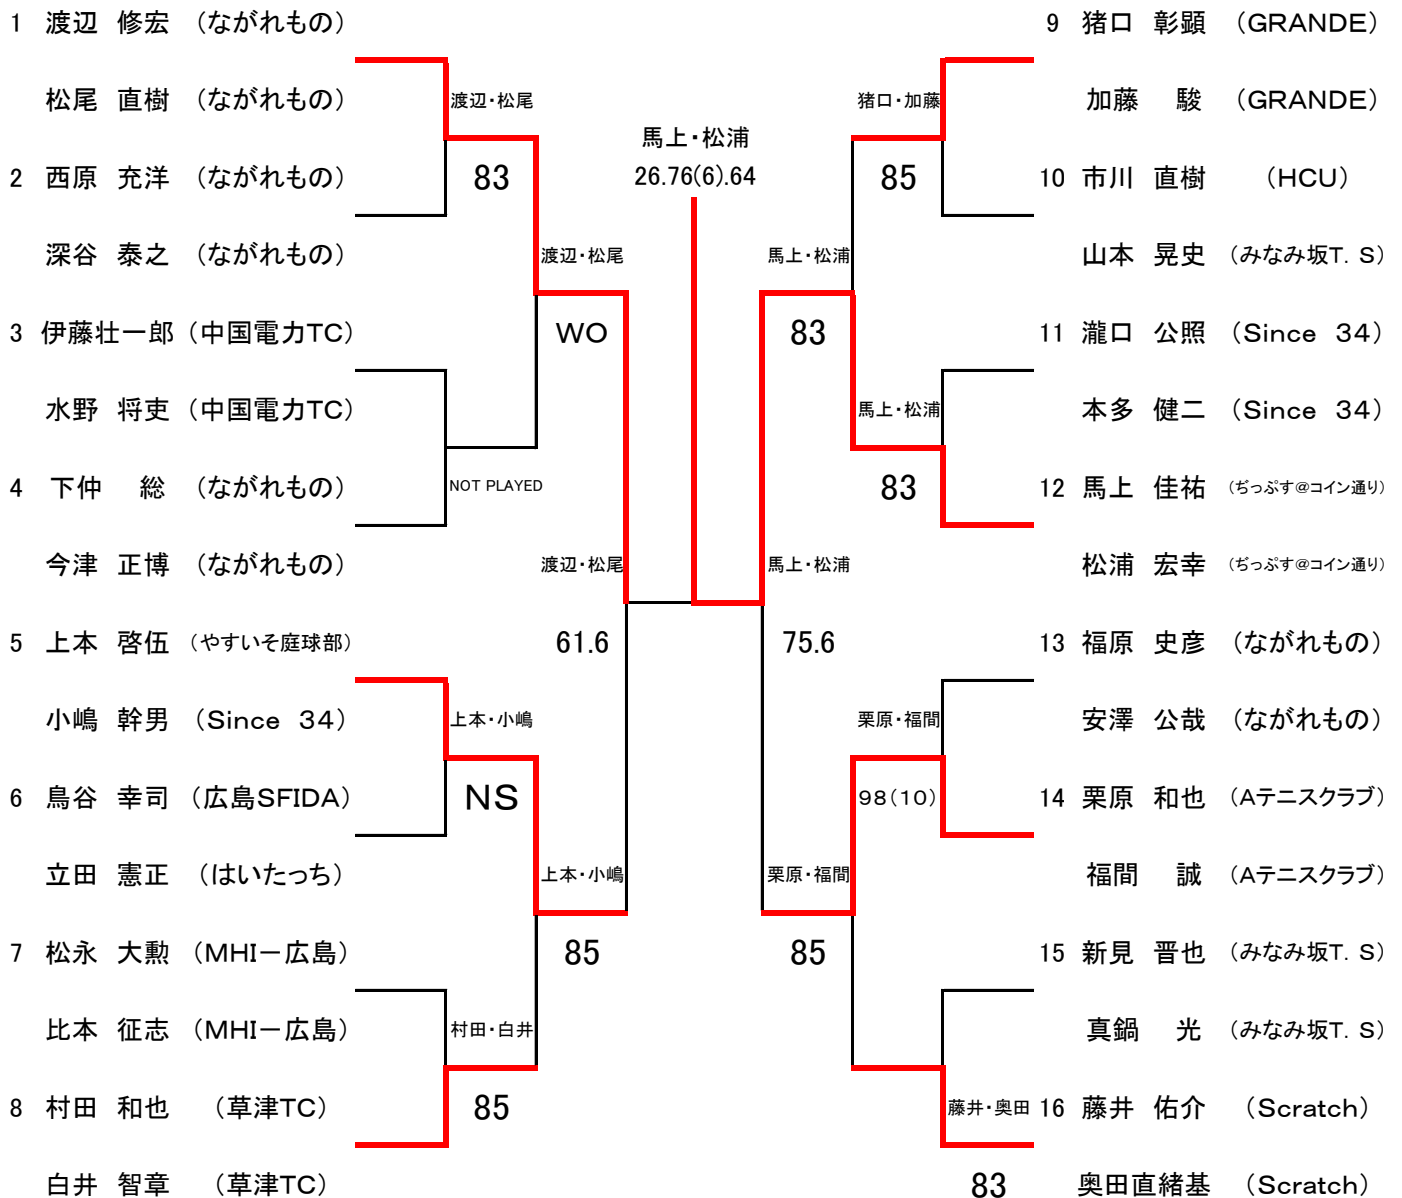 1 渡辺 修宏 (ながれもの)
松尾 直樹 (ながれもの)
2 西原 充洋 (ながれもの)
深谷 泰之 (ながれもの)
3 伊藤壮一郎 (中国電力TC)
水野 将吏 (中国電力TC)
4 下仲 総 (ながれもの)
今津 正博 (ながれもの)
5 上本 啓伍 (やすいそ庭球部)
小嶋 幹男 (Since 34)
6 鳥谷 幸司 (広島SFIDA)
立田 憲正 (はいたっち)
7 松永 大勲 (MHI-広島)
比本 征志 (MHI-広島)
8 村田 和也 (草津TC)
白井 智章 (草津TC)
渡辺・松尾
83
NOT PLAYED
上本・小嶋
NS
村田・白井
85
渡辺・松尾
WO
上本・小嶋
85
渡辺・松尾
61.6
馬上・松浦
26.76(6).64
馬上・松浦
75.6
馬上・松浦
83
栗原・福間
85
猪口・加藤
85
馬上・松浦
83
栗原・福間
98(10)
藤井・奥田
83
9 猪口 彰顕 (GRANDE)
加藤 駿 (GRANDE)
10 市川 直樹 (HCU)
山本 晃史 (みなみ坂T.S)
11 瀧口 公照 (Since 34)
本多 健二 (Since 34)
12 馬上 佳祐 (ぢっぷす@コイン通り)
松浦 宏幸 (ぢっぷす@コイン通り)
13 福原 史彦 (ながれもの)
安澤 公哉 (ながれもの)
14 栗原 和也 (Aテニスクラブ)
福間 誠 (Aテニスクラブ)
15 新見 晋也 (みなみ坂T.S)
真鍋 光 (みなみ坂T.S)
16 藤井 佑介 (Scratch)
奥田直緒基 (Scratch)